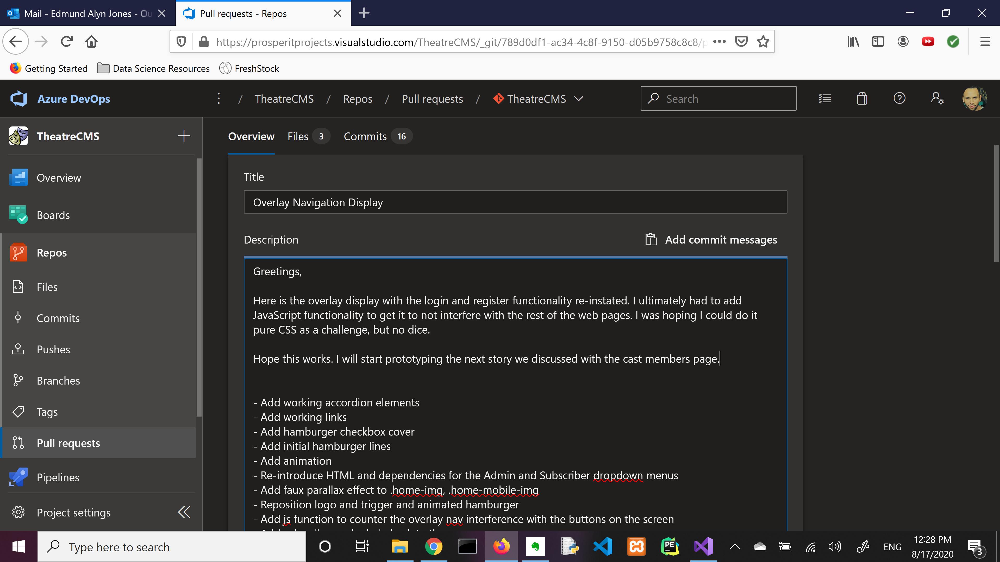 Mail - Edmund Alyn Jones - Ou
Pull requests - Repos
https://prosperitprojects.visualstudio.com/TheatreCMS/_git/789d0df1-ac34-4c8f-9150-d05b9758c8c8/p
Getting Started
Data Science Resources
FreshStock
Azure DevOps
/ TheatreCMS / Repos / Pull requests / TheatreCMS
Search
TheatreCMS
Overview
Boards
Repos
Files
Commits
Pushes
Branches
Tags
Pull requests
Pipelines
Project settings
Overview
Files 3
Commits 16
Title
Overlay Navigation Display
Description
Add commit messages
Greetings,
Here is the overlay display with the login and register functionality re-instated. I ultimately had to add
JavaScript functionality to get it to not interfere with the rest of the web pages. I was hoping I could do it
pure CSS as a challenge, but no dice.
Hope this works. I will start prototyping the next story we discussed with the cast members page.
- Add working accordion elements
- Add working links
- Add hamburger checkbox cover
- Add initial hamburger lines
- Add animation
- Re-introduce HTML and dependencies for the Admin and Subscriber dropdown menus
- Add faux parallax effect to .home-img, .home-mobile-img
- Reposition logo and trigger and animated hamburger
- Add js function to counter the overlay nav interference with the buttons on the screen
Type here to search
PE
ENG
12:28 PM
8/17/2020
3